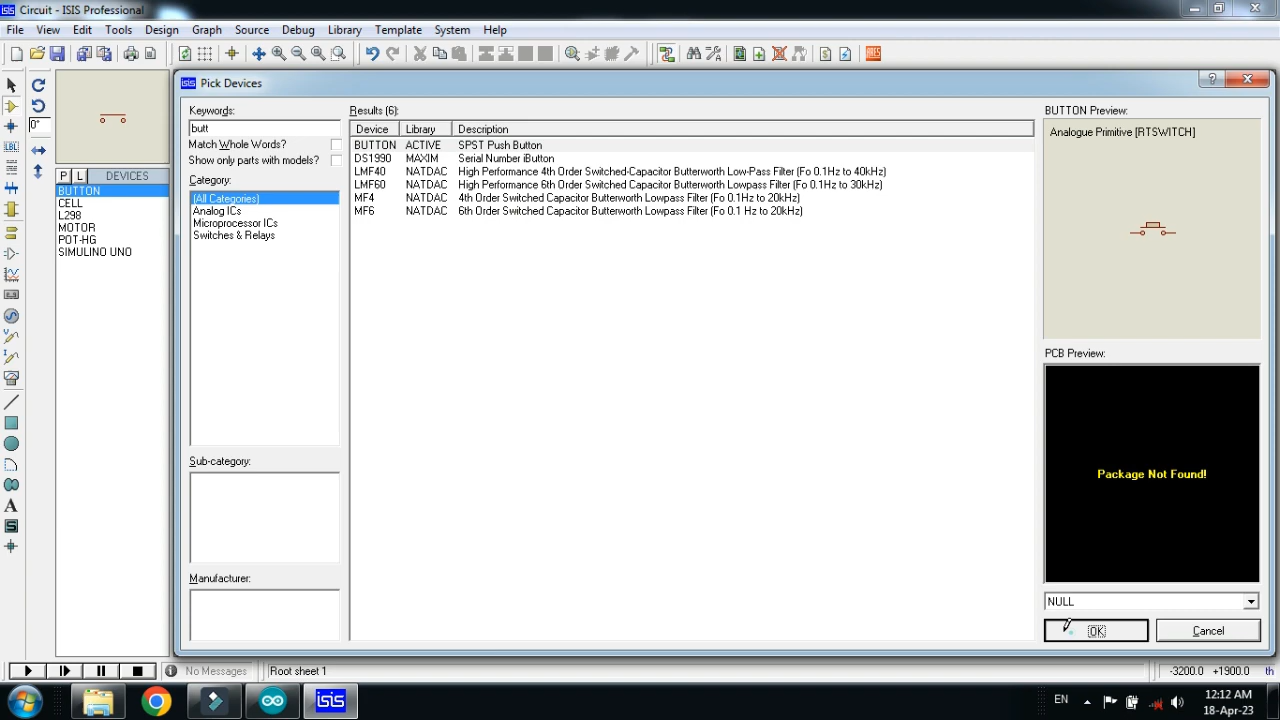 Circuit - ISIS Professional
File View Edit Tools Design Graph Source Debug Library Template System Help
ARES
isis Pick Devices
Keywords:
butt
Match Whole Words?
Show only parts with models?
Category:
(All Categories)
Analog ICs
Microprocessor ICs
Switches & Relays
Sub-category:
Manufacturer:
Results (6):
Device Library Description
BUTTON ACTIVE SPST Push Button
DS1990 MAXIM Serial Number iButton
LMF40 NATDAC High Performance 4th Order Switched-Capacitor Butterworth Low-Pass Filter (Fo 0.1Hz to 40kHz)
LMF60 NATDAC High Performance 6th Order Switched Capacitor Butterworth Lowpass Filter (Fo 0.1Hz to 30kHz)
MF4 NATDAC 4th Order Switched Capacitor Butterworth Lowpass Filter (Fo 0.1Hz to 20kHz)
MF6 NATDAC 6th Order Switched Capacitor Butterworth Lowpass Filter (Fo 0.1 Hz to 20kHz)
BUTTON Preview:
Analogue Primitive [RTSWITCH]
PCB Preview:
Package Not Found!
NULL
OK Cancel
0°
LBL
A
S
P L DEVICES
BUTTON
CELL
L298
MOTOR
POT-HG
SIMULINO UNO
No Messages Root sheet 1 -3200.0 +1900.0 th
isis
EN
12:12 AM
18-Apr-23